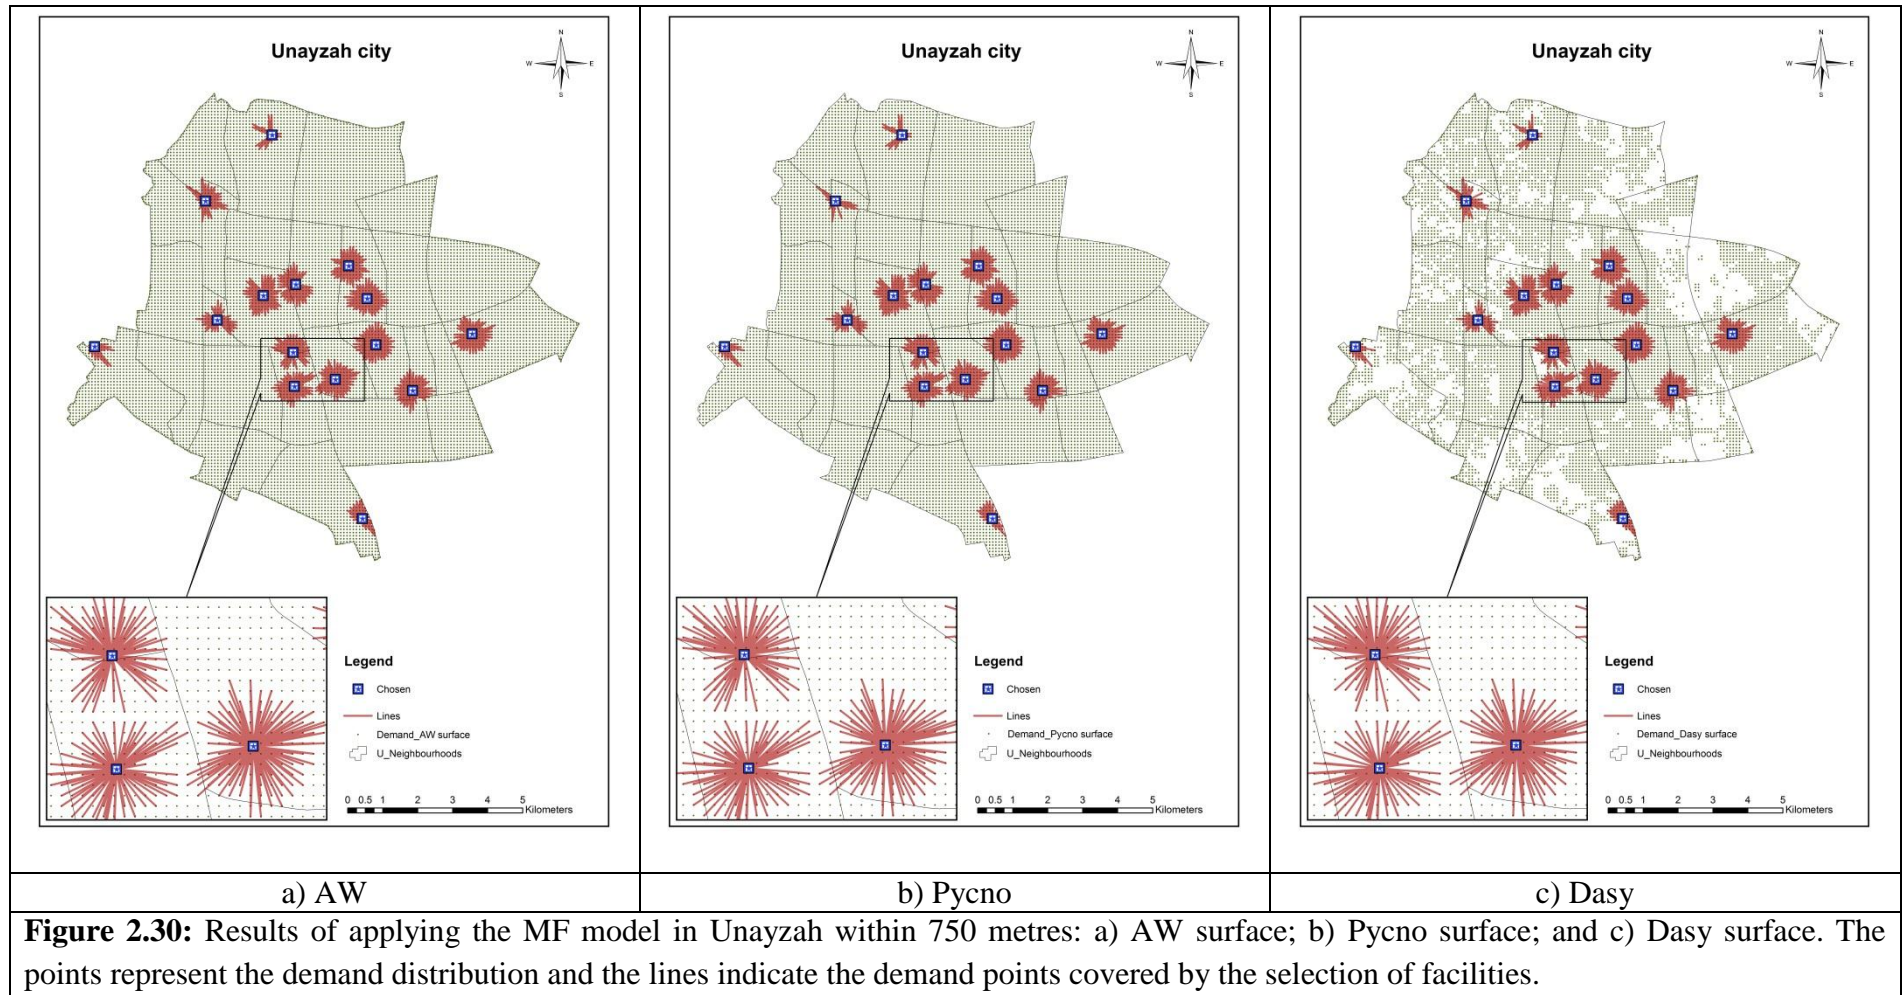 Unayzah city
N
W
E
S
Legend
Chosen
Lines
Demand_AW surface
U_Neighbourhoods
0 0.5 1 2 3 4 5
Kilometers
Unayzah city
N
W
E
S
Legend
Chosen
Lines
Demand_Pycno surface
U_Neighbourhoods
0 0.5 1 2 3 4 5
Kilometers
Unayzah city
N
W
E
S
Legend
Chosen
Lines
Demand_Dasy surface
U_Neighbourhoods
0 0.5 1 2 3 4 5
Kilometers
a) AW
b) Pycno
c) Dasy
Figure 2.30: Results of applying the MF model in Unayzah within 750 metres: a) AW surface; b) Pycno surface; and c) Dasy surface. The
points represent the demand distribution and the lines indicate the demand points covered by the selection of facilities.